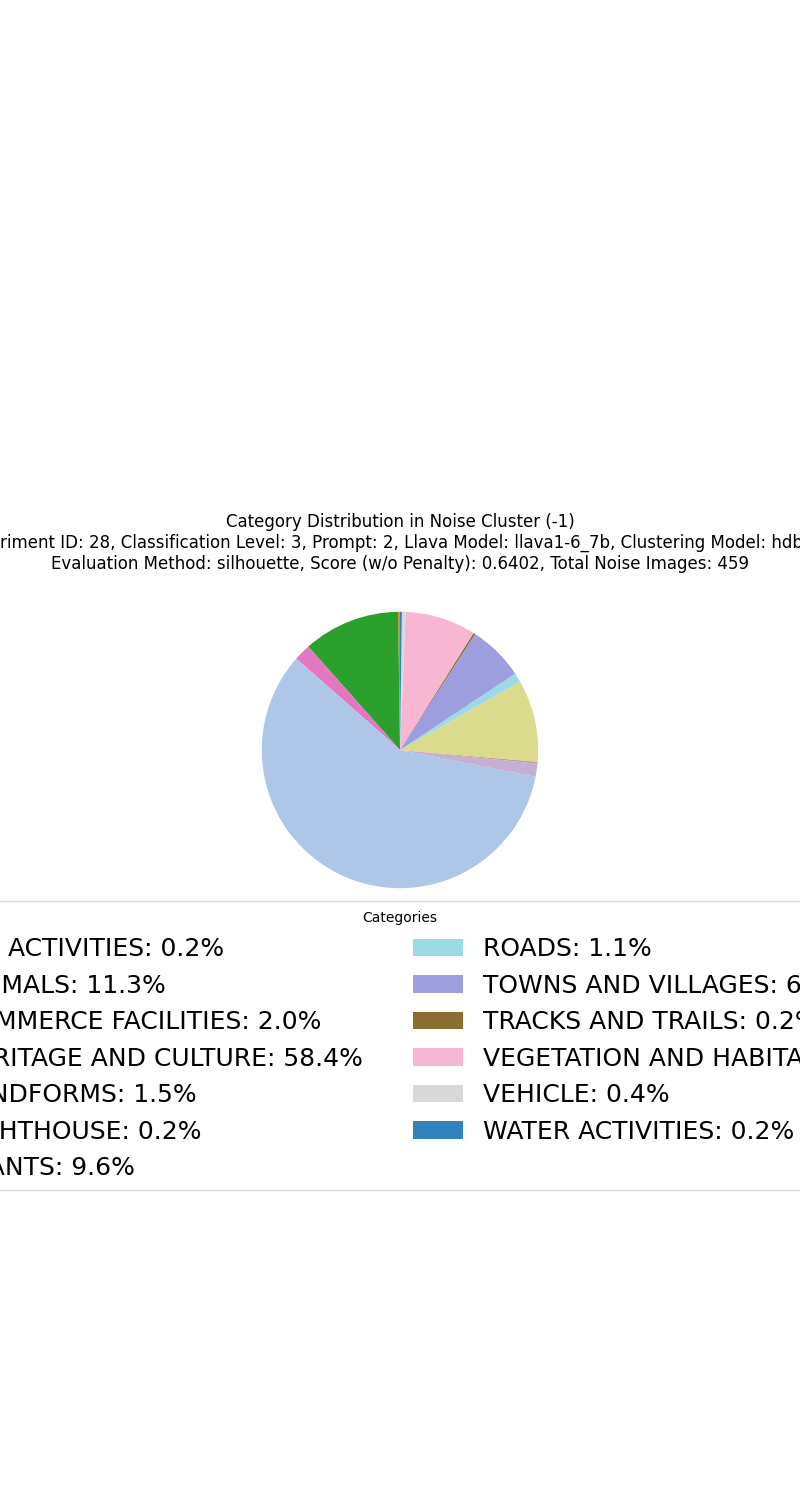 Category Distribution in Noise Cluster (-1)
riment ID: 28, Classification Level: 3, Prompt: 2, Llava Model: llava1-6_7b, Clustering Model: hdb
Evaluation Method: silhouette, Score (w/o Penalty): 0.6402, Total Noise Images: 459
Categories
ACTIVITIES: 0.2%
MALS: 11.3%
MMERCE FACILITIES: 2.0%
RITAGE AND CULTURE: 58.4%
NDFORMS: 1.5%
HTHOUSE: 0.2%
ANTS: 9.6%
ROADS: 1.1%
TOWNS AND VILLAGES: 6
TRACKS AND TRAILS: 0.2%
VEGETATION AND HABITA
VEHICLE: 0.4%
WATER ACTIVITIES: 0.2%